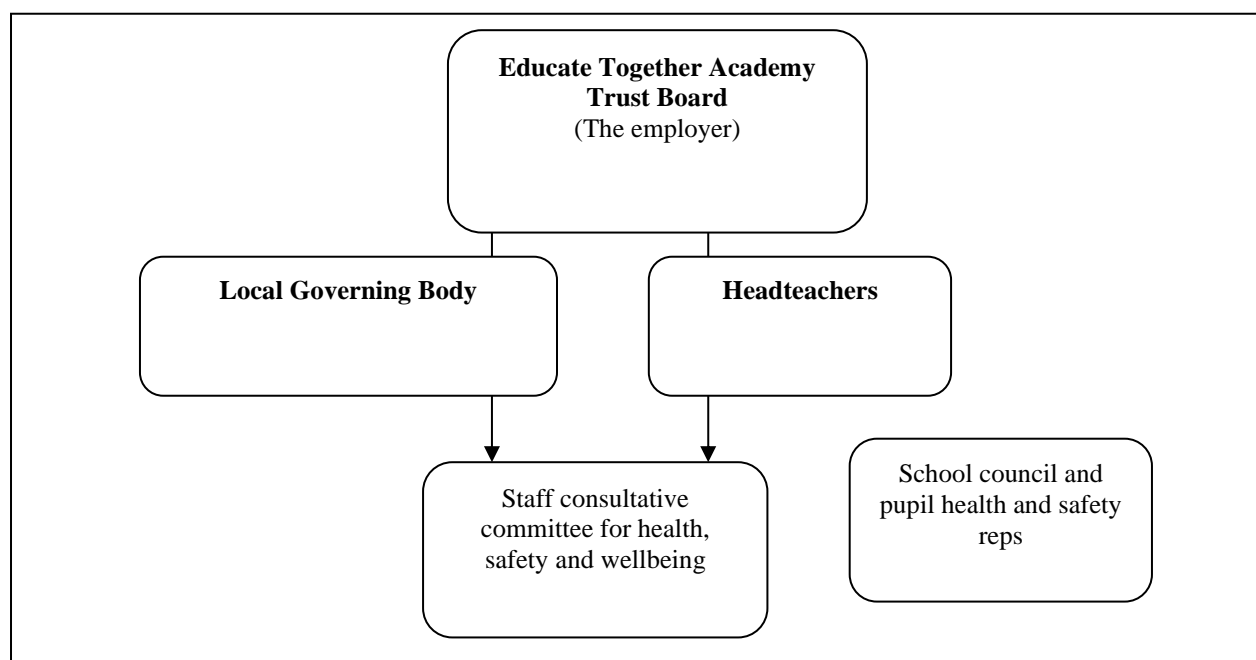 Educate Together Academy
Trust Board
(The employer)
Local Governing Body
Headteachers
Staff consultative
committee for health,
safety and wellbeing
School council and
pupil health and safety
reps